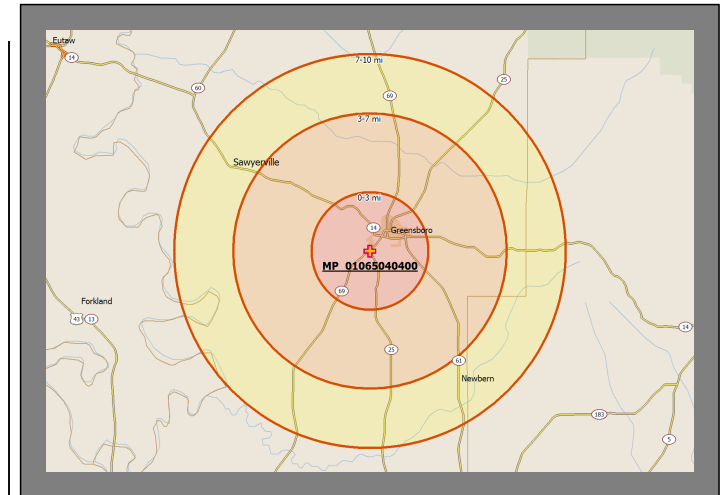 Eutaw
14
7-10 mi
25
60
69
3-7 mi
Sawyerville
0-3 mi
14
Greensboro
MP_01065040400
69
Forkland
43 13
14
25
61
Newbern
183
5